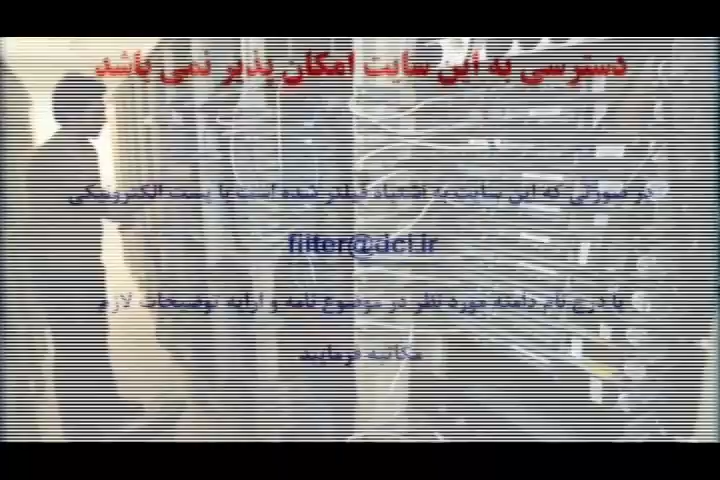 دسترسی به این سایت امکان پذیر نمی باشد
در صورتی که این سایت به اشتباه فیلتر شده است با پست الکترونیکی
filter@dci.ir
با درج نام دامنه مورد نظر در موضوع نامه و ارایه توضیحات لازم
مکاتبه فرمایید